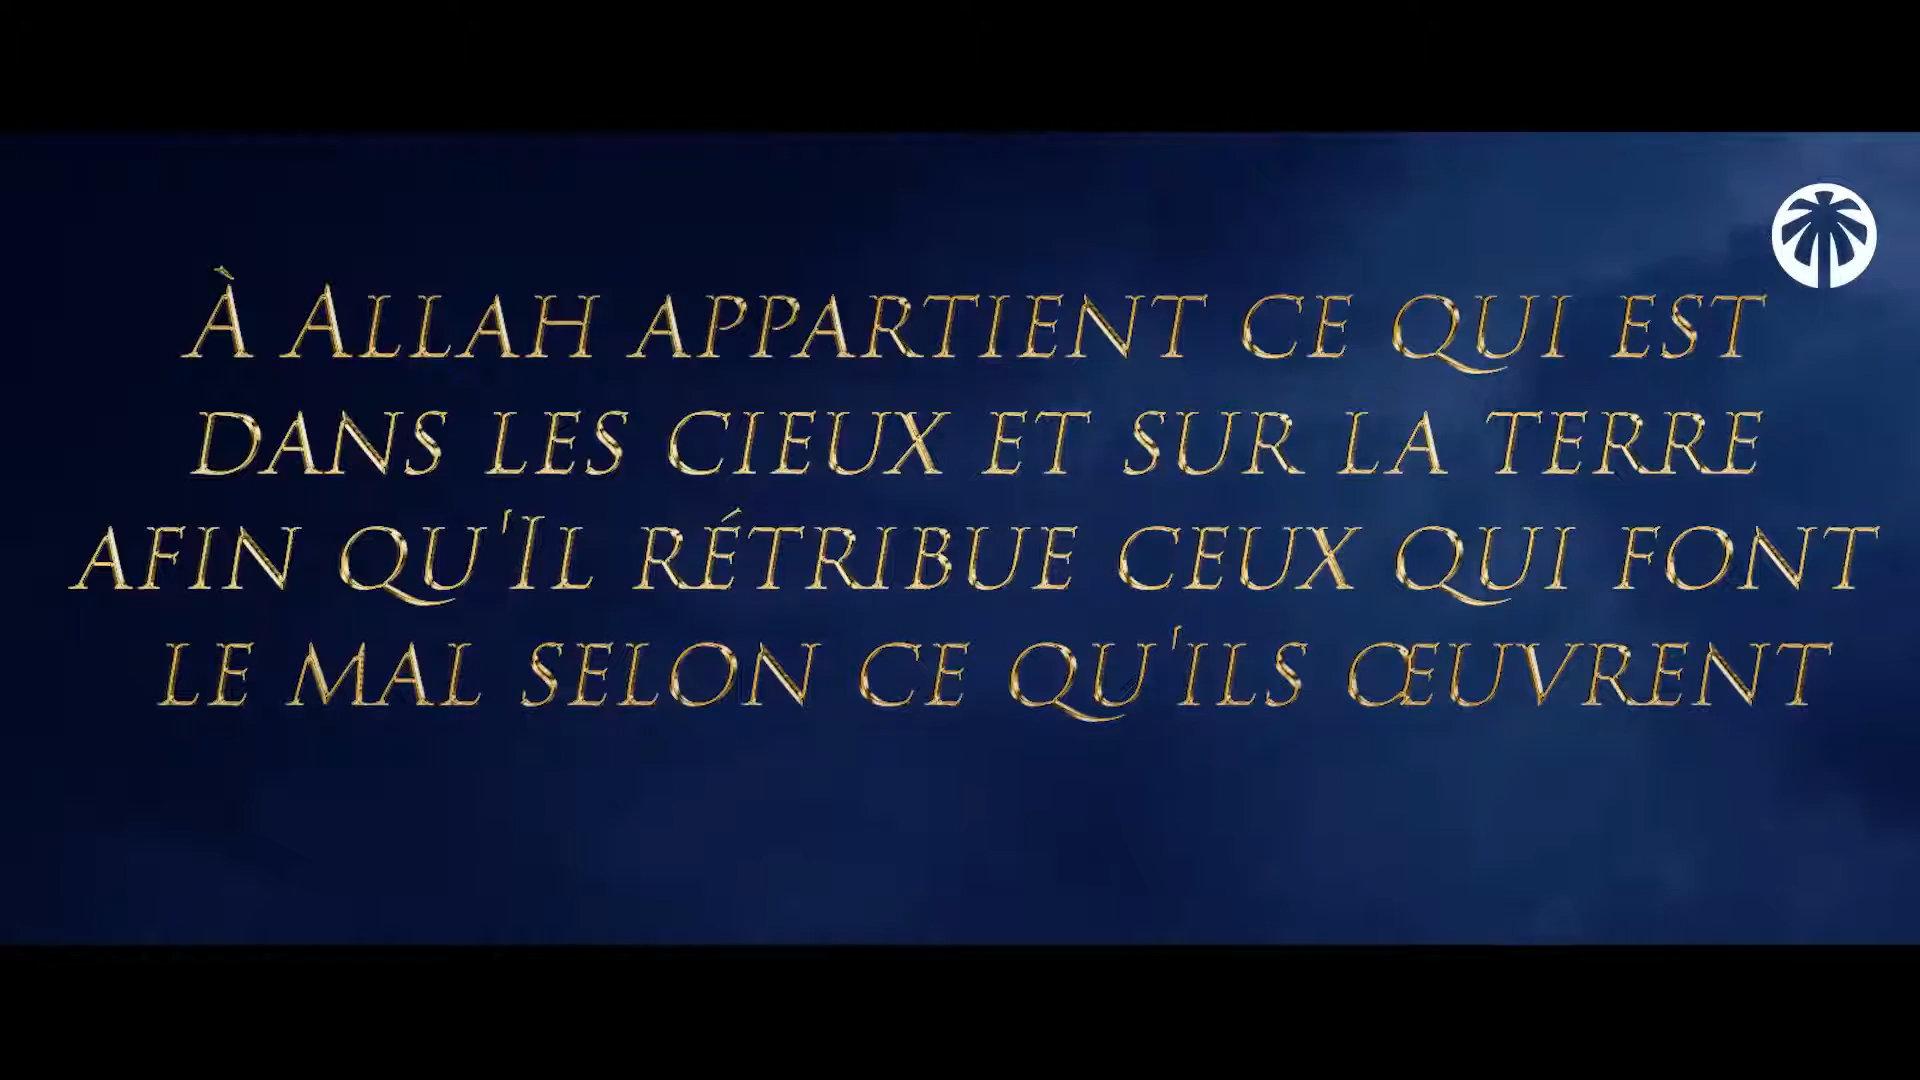 À Allah appartient ce qui est
dans les cieux et sur la terre
afin qu'Il rétribue ceux qui font
le mal selon ce qu'ils œuvrent